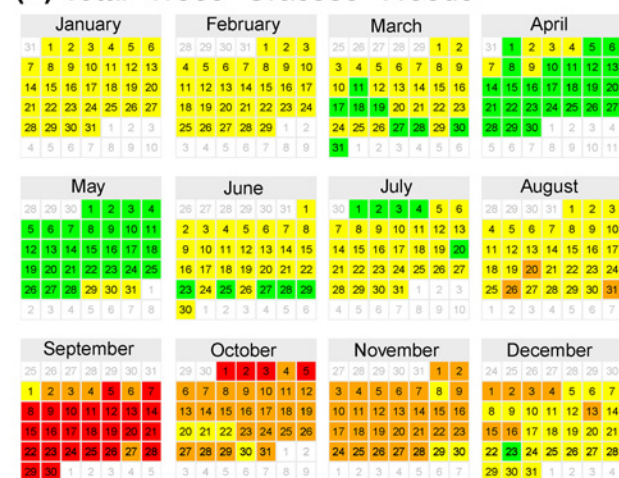 January
31 1 2 3 4 5 6
7 8 9 10 11 12 13
14 15 16 17 18 19 20
21 22 23 24 25 26 27
28 29 30 31 1 2 3
4 5 6 7 8 9 10
February
28 29 30 31 1 2 3
4 5 6 7 8 9 10
11 12 13 14 15 16 17
18 19 20 21 22 23 24
25 26 27 28 29 1 2
3 4 5 6 7 8 9
March
25 26 27 28 29 1 2
3 4 5 6 7 8 9
10 11 12 13 14 15 16
17 18 19 20 21 22 23
24 25 26 27 28 29 30
31 1 2 3 4 5 6
April
31 1 2 3 4 5 6
7 8 9 10 11 12 13
14 15 16 17 18 19 20
21 22 23 24 25 26 27
28 29 30 1 2 3 4
5 6 7 8 9 10 11
May
28 29 30 1 2 3 4
5 6 7 8 9 10 11
12 13 14 15 16 17 18
19 20 21 22 23 24 25
26 27 28 29 30 31 1
2 3 4 5 6 7 8
June
26 27 28 29 30 31 1
2 3 4 5 6 7 8
9 10 11 12 13 14 15
16 17 18 19 20 21 22
23 24 25 26 27 28 29
30 1 2 3 4 5 6
July
30 1 2 3 4 5 6
7 8 9 10 11 12 13
14 15 16 17 18 19 20
21 22 23 24 25 26 27
28 29 30 31 1 2 3
4 5 6 7 8 9 10
August
28 29 30 31 1 2 3
4 5 6 7 8 9 10
11 12 13 14 15 16 17
18 19 20 21 22 23 24
25 26 27 28 29 30 31
1 2 3 4 5 6 7
September
25 26 27 28 29 30 31
1 2 3 4 5 6 7
8 9 10 11 12 13 14
15 16 17 18 19 20 21
22 23 24 25 26 27 28
29 30 1 2 3 4 5
October
29 30 1 2 3 4 5
6 7 8 9 10 11 12
13 14 15 16 17 18 19
20 21 22 23 24 25 26
27 28 29 30 31 1 2
3 4 5 6 7 8 9
November
27 28 29 30 31 1 2
3 4 5 6 7 8 9
10 11 12 13 14 15 16
17 18 19 20 21 22 23
24 25 26 27 28 29 30
1 2 3 4 5 6 7
December
24 25 26 27 28 29 30
1 2 3 4 5 6 7
8 9 10 11 12 13 14
15 16 17 18 19 20 21
22 23 24 25 26 27 28
29 30 31 1 2 3 4